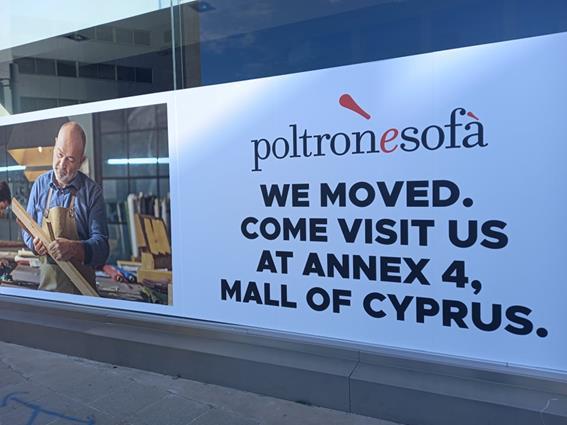 poltronesofà
WE MOVED.
COME VISIT US
AT ANNEX 4,
MALL OF CYPRUS.